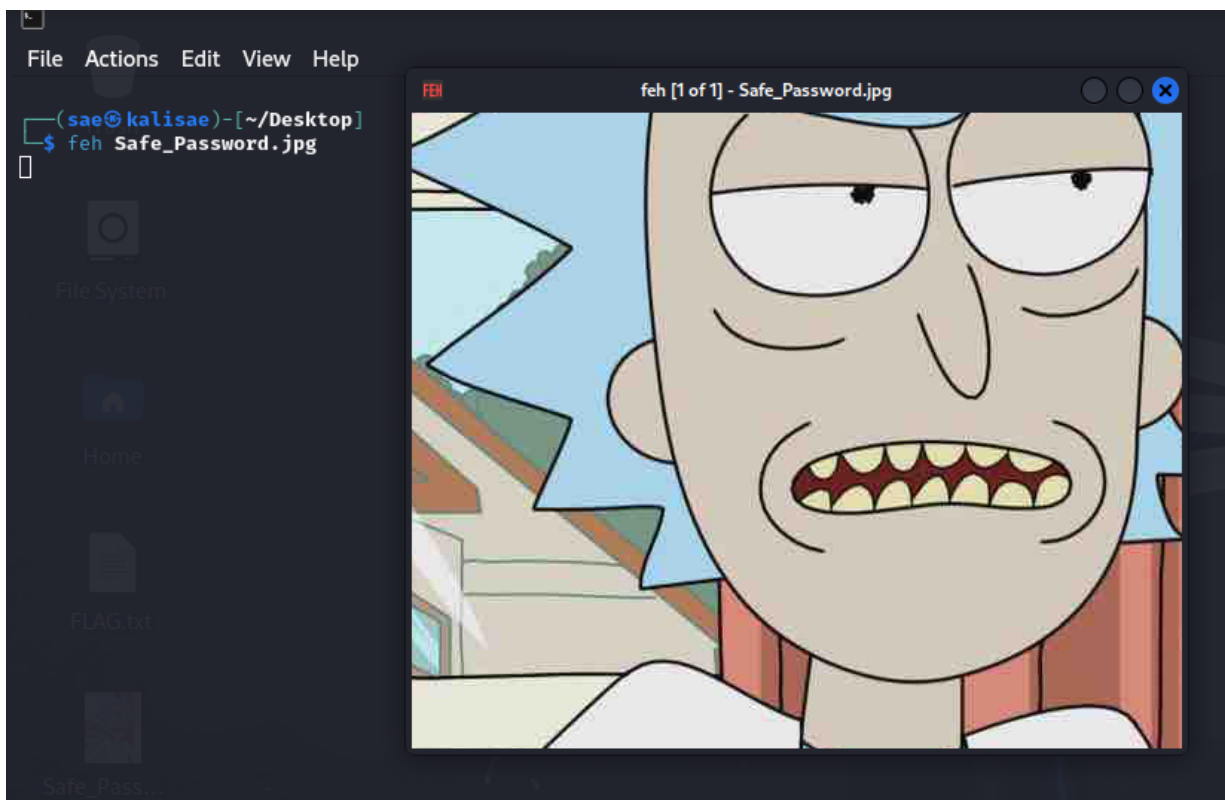 File Actions Edit View Help
FEH
feh [1 of 1] - Safe_Password.jpg
(sae㉿kalisae)-[~/Desktop]
$ feh Safe_Password.jpg
File System
Home
FLAG.txt
Safe_Pass...